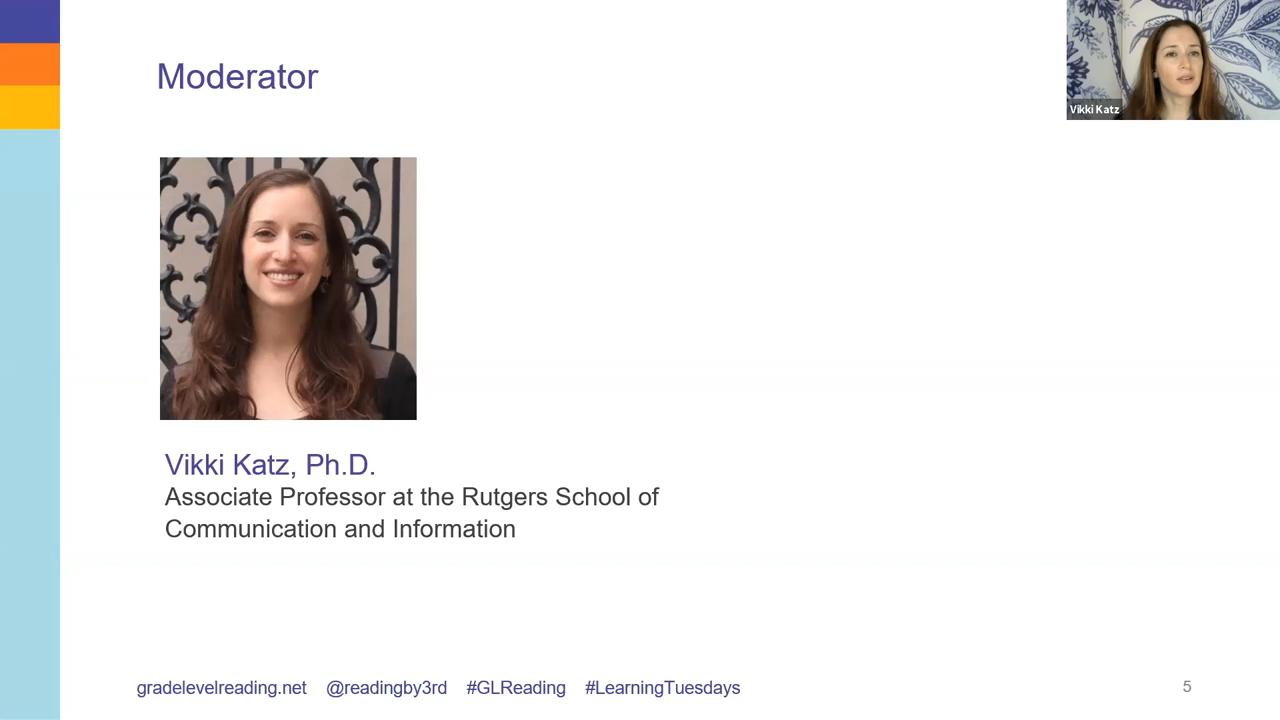 Moderator
Vikki Katz
Vikki Katz, Ph.D.
Associate Professor at the Rutgers School of
Communication and Information
gradelevelreading.net @readingby3rd #GLReading #LearningTuesdays
5